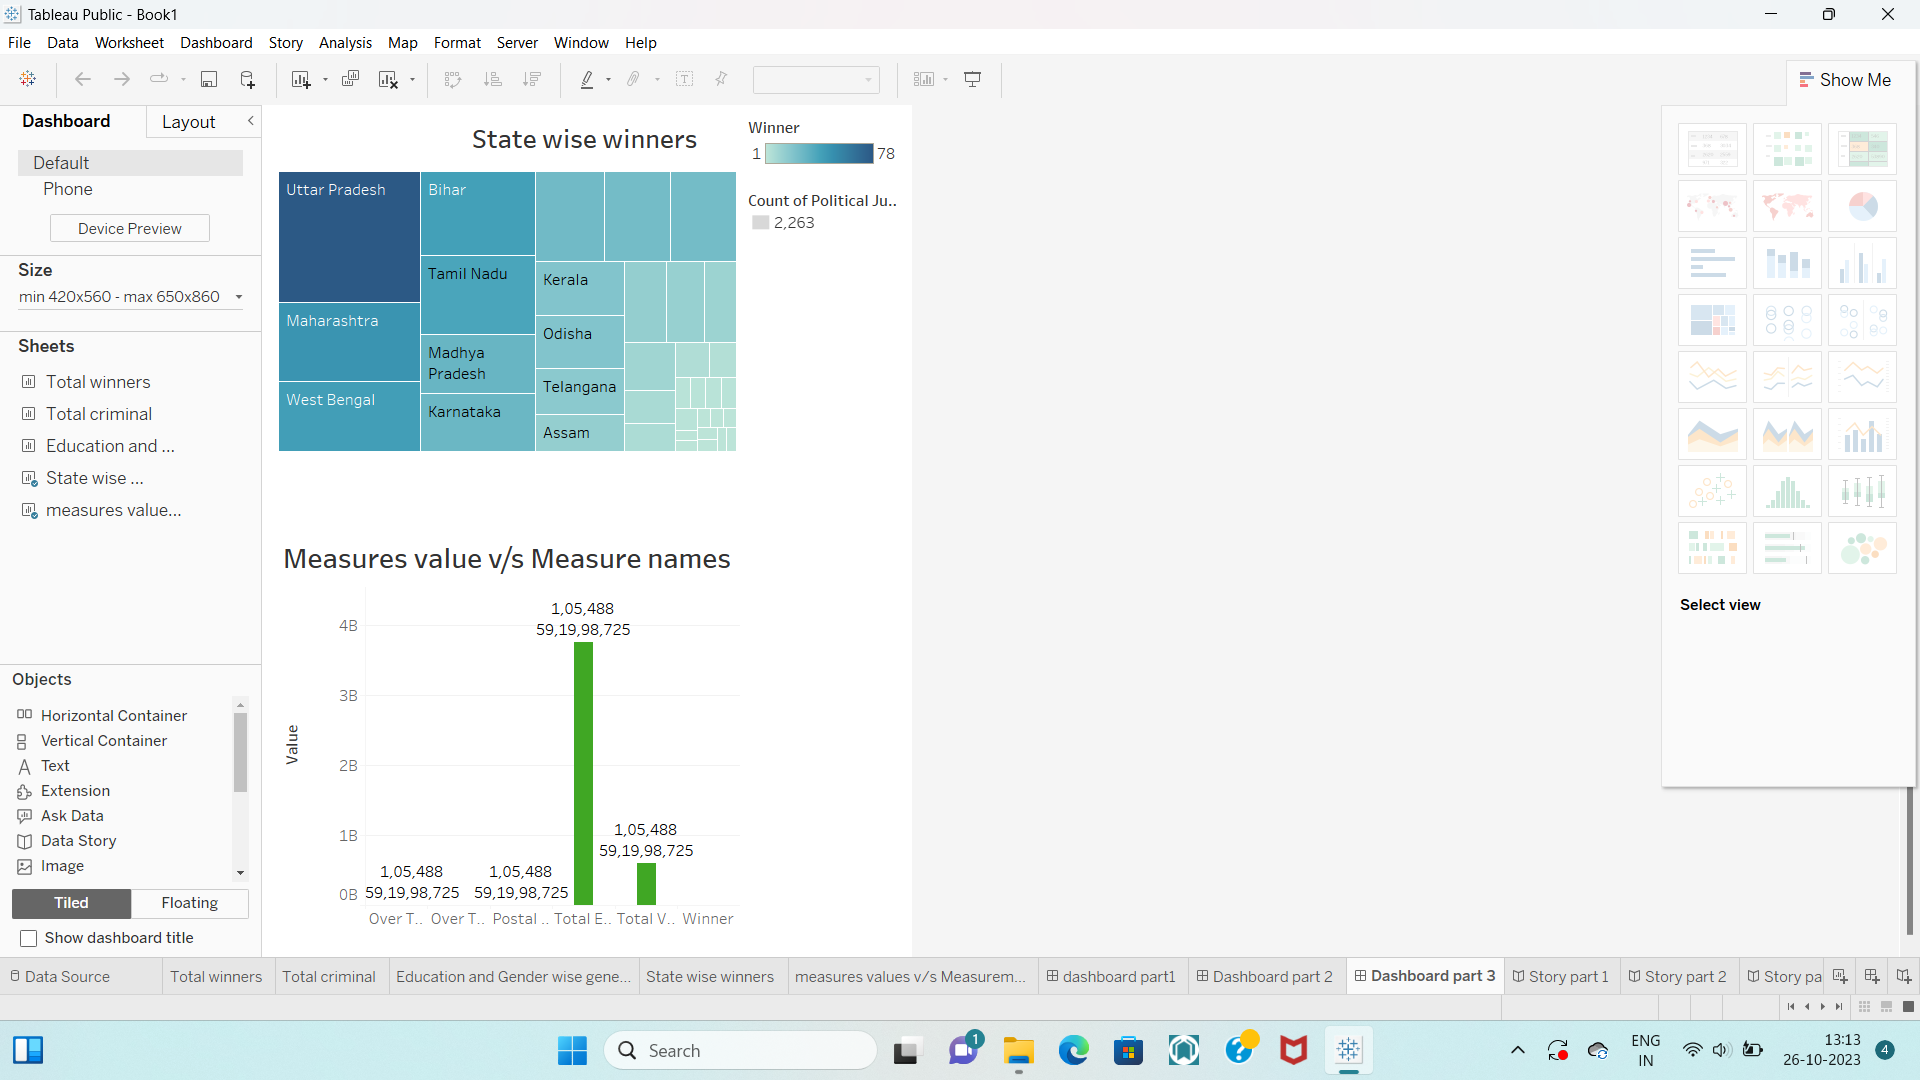 Tableau Public - Book1
File Data Worksheet Dashboard Story Analysis Map Format Server Window Help
Show Me
Dashboard Layout
Default
Phone
Device Preview
Size
min 420x560 - max 650x860
Sheets
Total winners
Total criminal
Education and ...
State wise ...
measures value...
Objects
Horizontal Container
Vertical Container
Text
Extension
Ask Data
Data Story
Image
Tiled Floating
Show dashboard title
State wise winners
Uttar Pradesh
Maharashtra
West Bengal
Bihar
Tamil Nadu
Madhya
Pradesh
Karnataka
Kerala
Odisha
Telangana
Assam
Winner
1 78
Count of Political Ju..
2,263
Measures value v/s Measure names
Value
4B
3B
2B
1B
0B
1,05,488
59,19,98,725
1,05,488
59,19,98,725
1,05,488
59,19,98,725
1,05,488
59,19,98,725
Over T.. Over T.. Postal .. Total E.. Total V.. Winner
Select view
Data Source Total winners Total criminal Education and Gender wise gene... State wise winners measures values v/s Measurem... dashboard part1 Dashboard part 2 Dashboard part 3 Story part 1 Story part 2 Story pa
Search
1
ENG
IN
13:13
26-10-2023
4